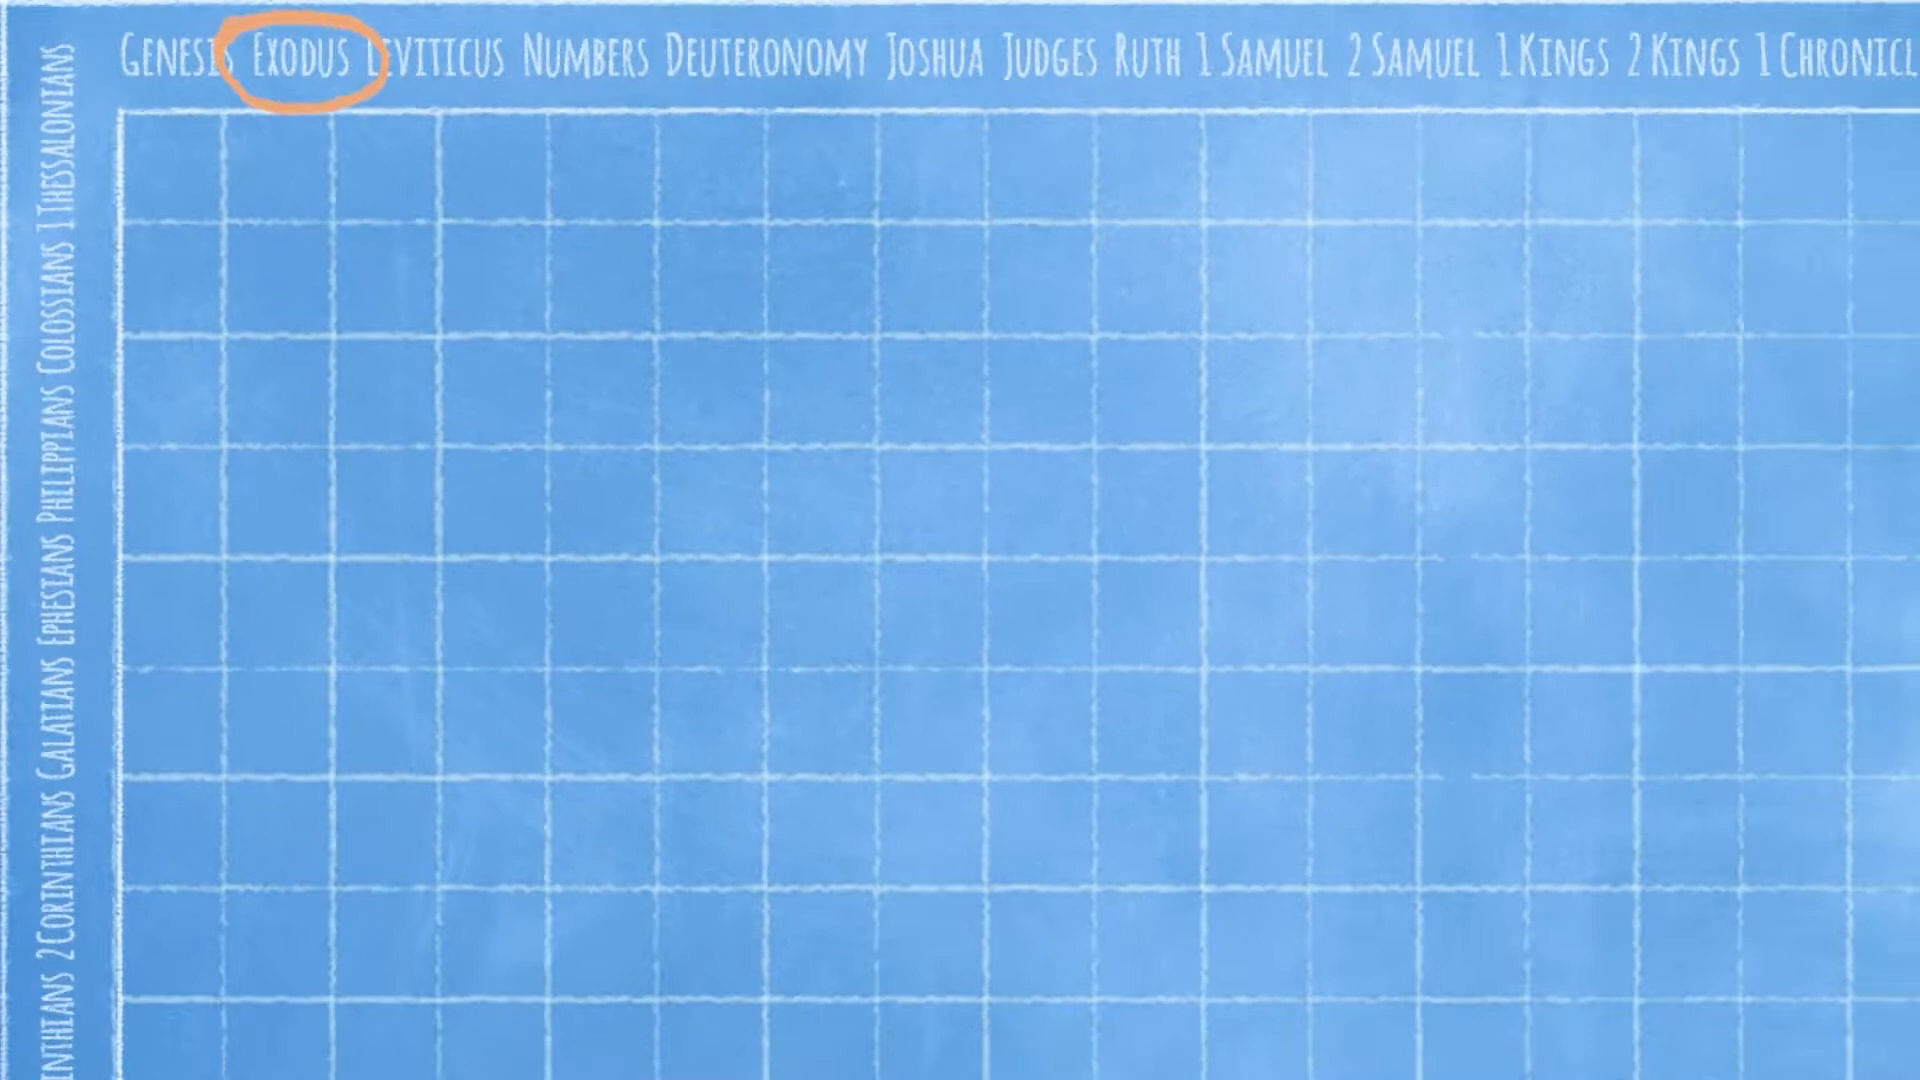 Genesis Exodus Leviticus Numbers Deuteronomy Joshua Judges Ruth 1 Samuel 2 Samuel 1 Kings 2 Kings 1 Chronicl
inthians 2 Corinthians Galatians Ephesians Philippians Colossians 1 Thessalonians